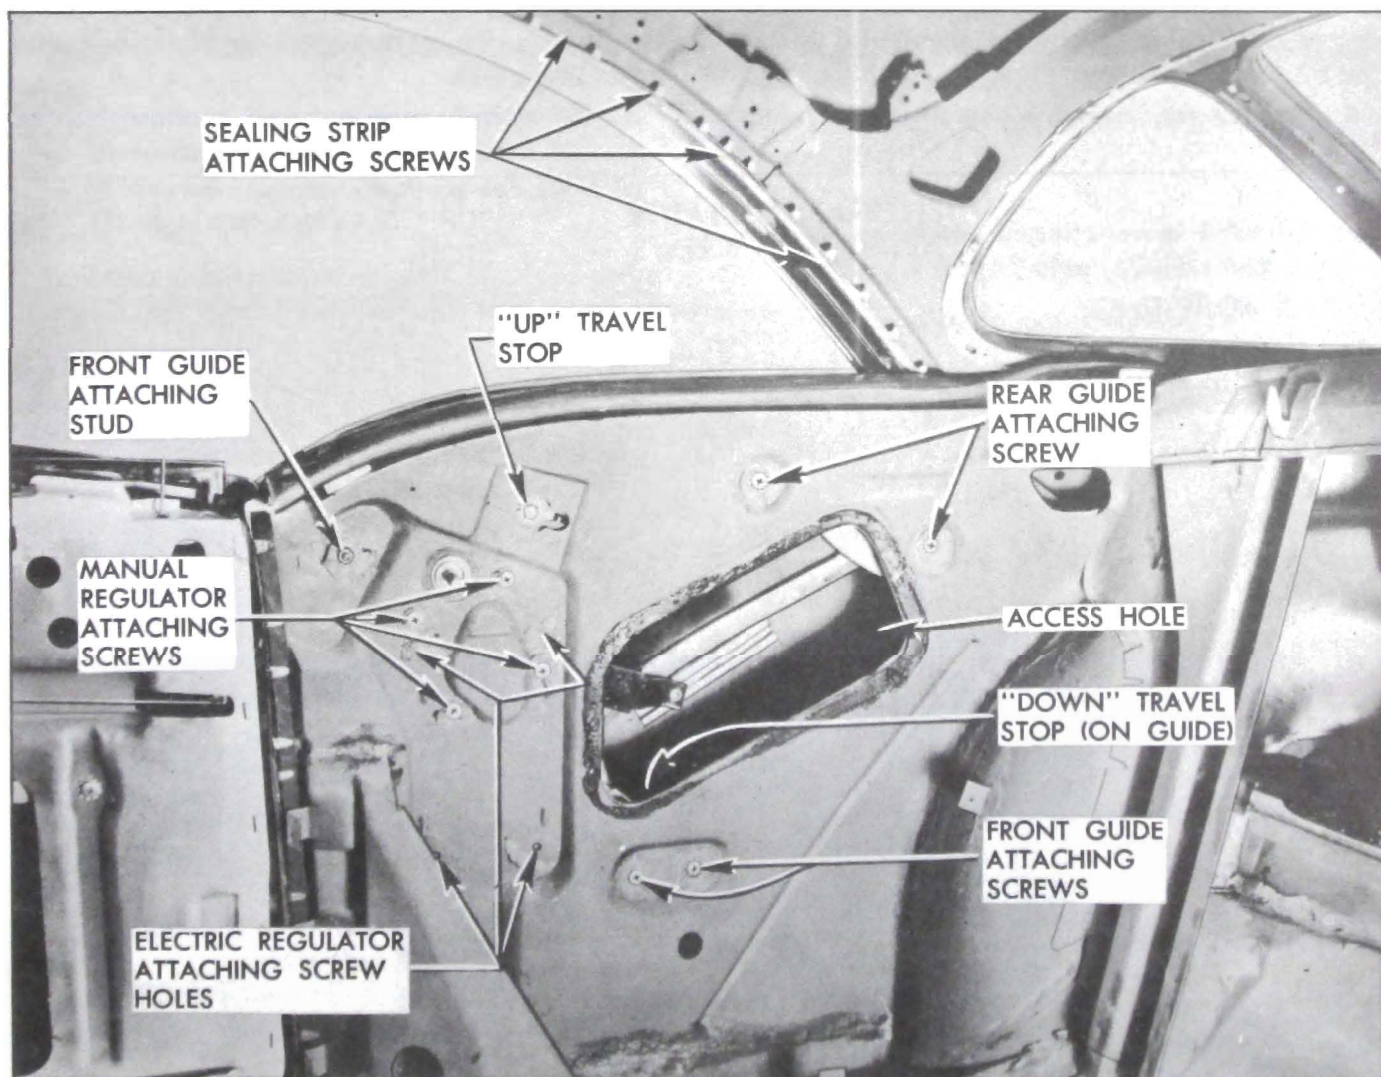 SEALING STRIP
ATTACHING SCREWS
"UP" TRAVEL
STOP
FRONT GUIDE
ATTACHING
STUD
REAR GUIDE
ATTACHING
SCREW
MANUAL
REGULATOR
ATTACHING
SCREWS
ACCESS HOLE
"DOWN" TRAVEL
STOP (ON GUIDE)
FRONT GUIDE
ATTACHING
SCREWS
ELECTRIC REGULATOR
ATTACHING SCREW
HOLES